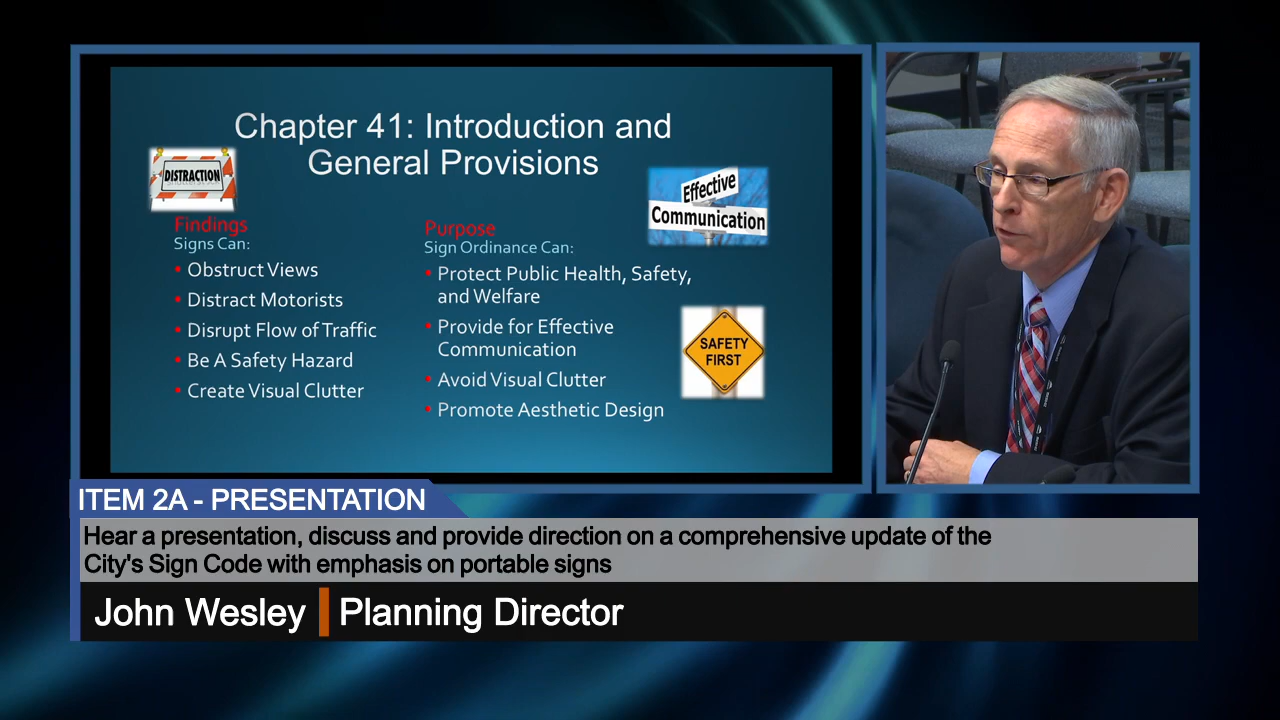 Chapter 41: Introduction and
General Provisions
DISTRACTION
Effective
Communication
Findings
Signs Can:
• Obstruct Views
• Distract Motorists
• Disrupt Flow of Traffic
• Be A Safety Hazard
• Create Visual Clutter
Purpose
Sign Ordinance Can:
• Protect Public Health, Safety,
and Welfare
• Provide for Effective
Communication
• Avoid Visual Clutter
• Promote Aesthetic Design
SAFETY
FIRST
ITEM 2A - PRESENTATION
Hear a presentation, discuss and provide direction on a comprehensive update of the
City's Sign Code with emphasis on portable signs
John Wesley Planning Director